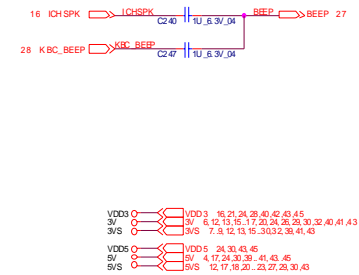 16 ICHSPK ICHSPK C240 1U_6.3V_04 BEEP BEEP 27
28 KBC_BEEP KBC_BEEP C247 1U_6.3V_04
VDD3 VDD3 16,21,24,28,40,42,43,45
3V 3V 6,12,13,15..17,20,24,26,29,30,32,40,41,43
3VS 3VS 7..9,12,13,15..30,32,39,41,43
VDD5 VDD5 24,30,43,45
5V 5V 4,17,24,30,39..41,43,45
5VS 5VS 12,17,18,20..23,27,29,30,43